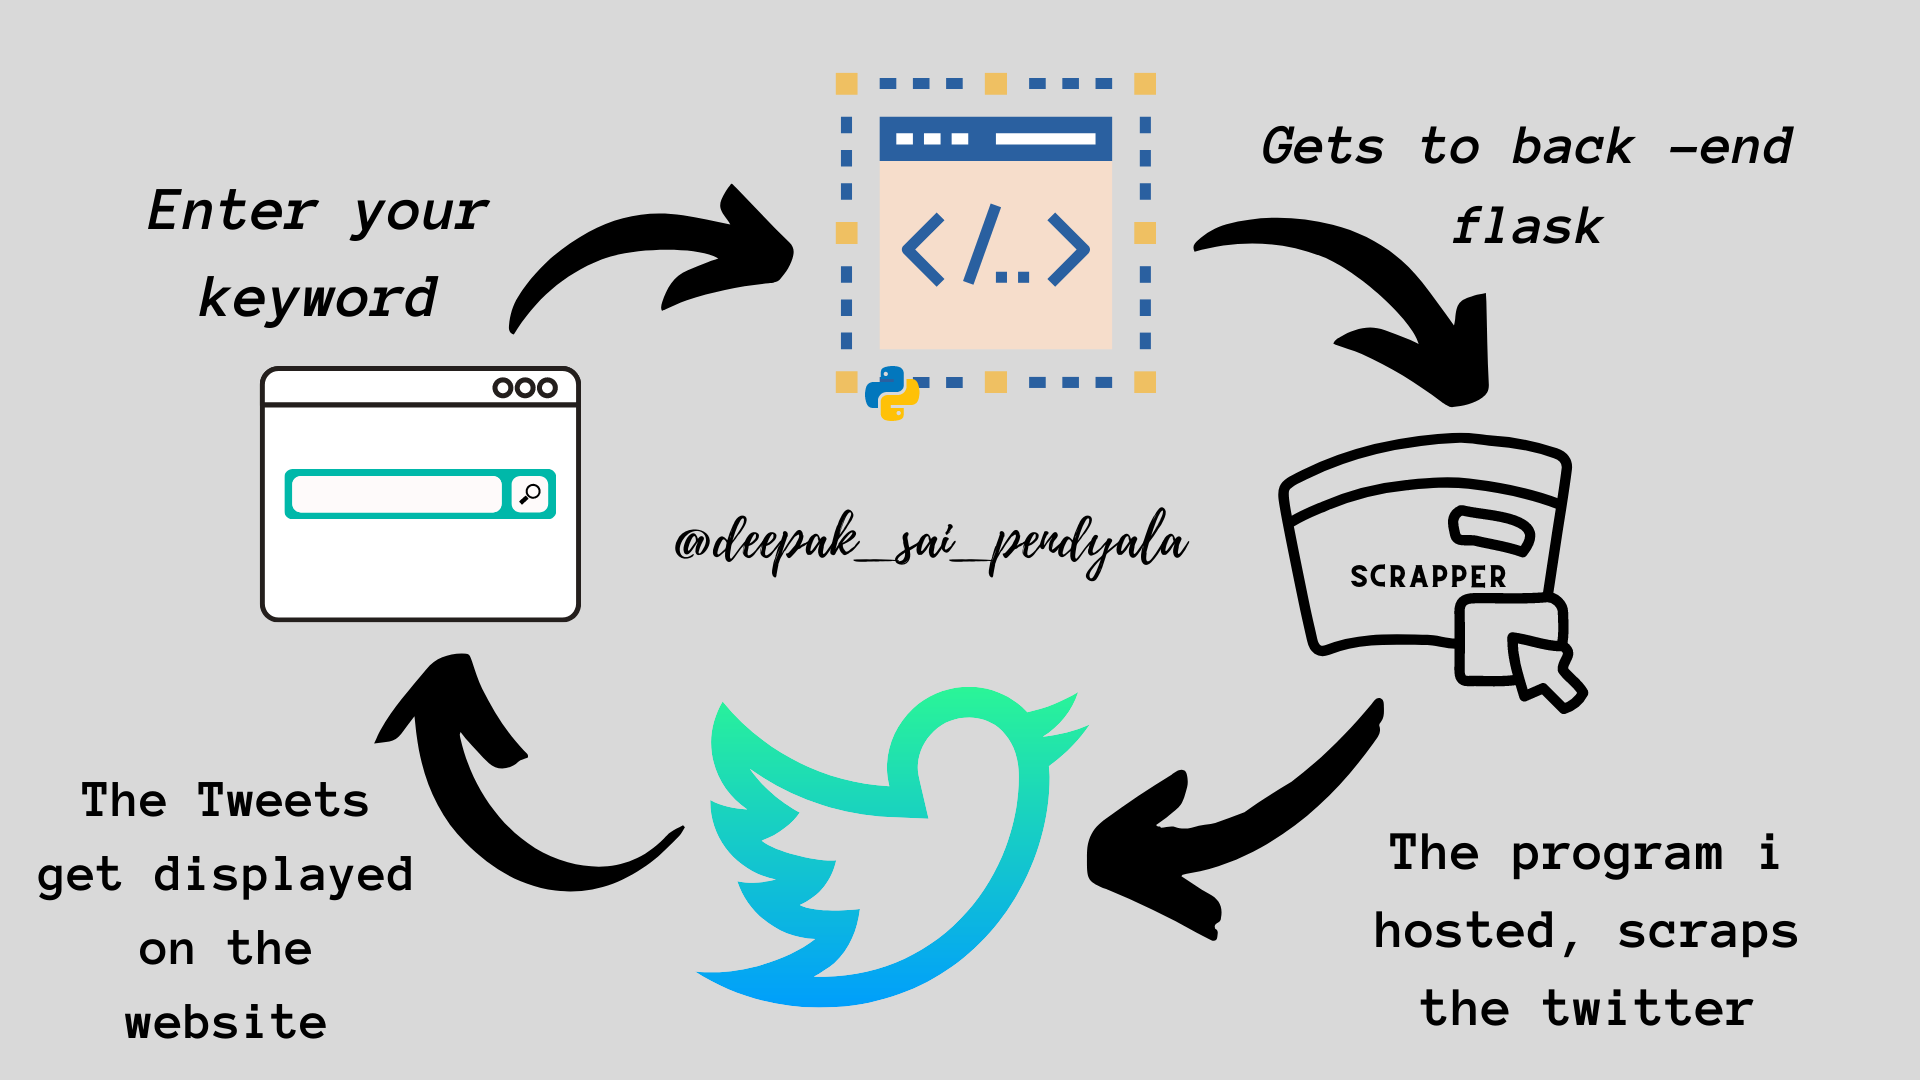 Enter your
keyword
Gets to back -end
flask
@deepak_sai_pendyala
SCRAPPER
The program i
hosted, scraps
the twitter
The Tweets
get displayed
on the
website